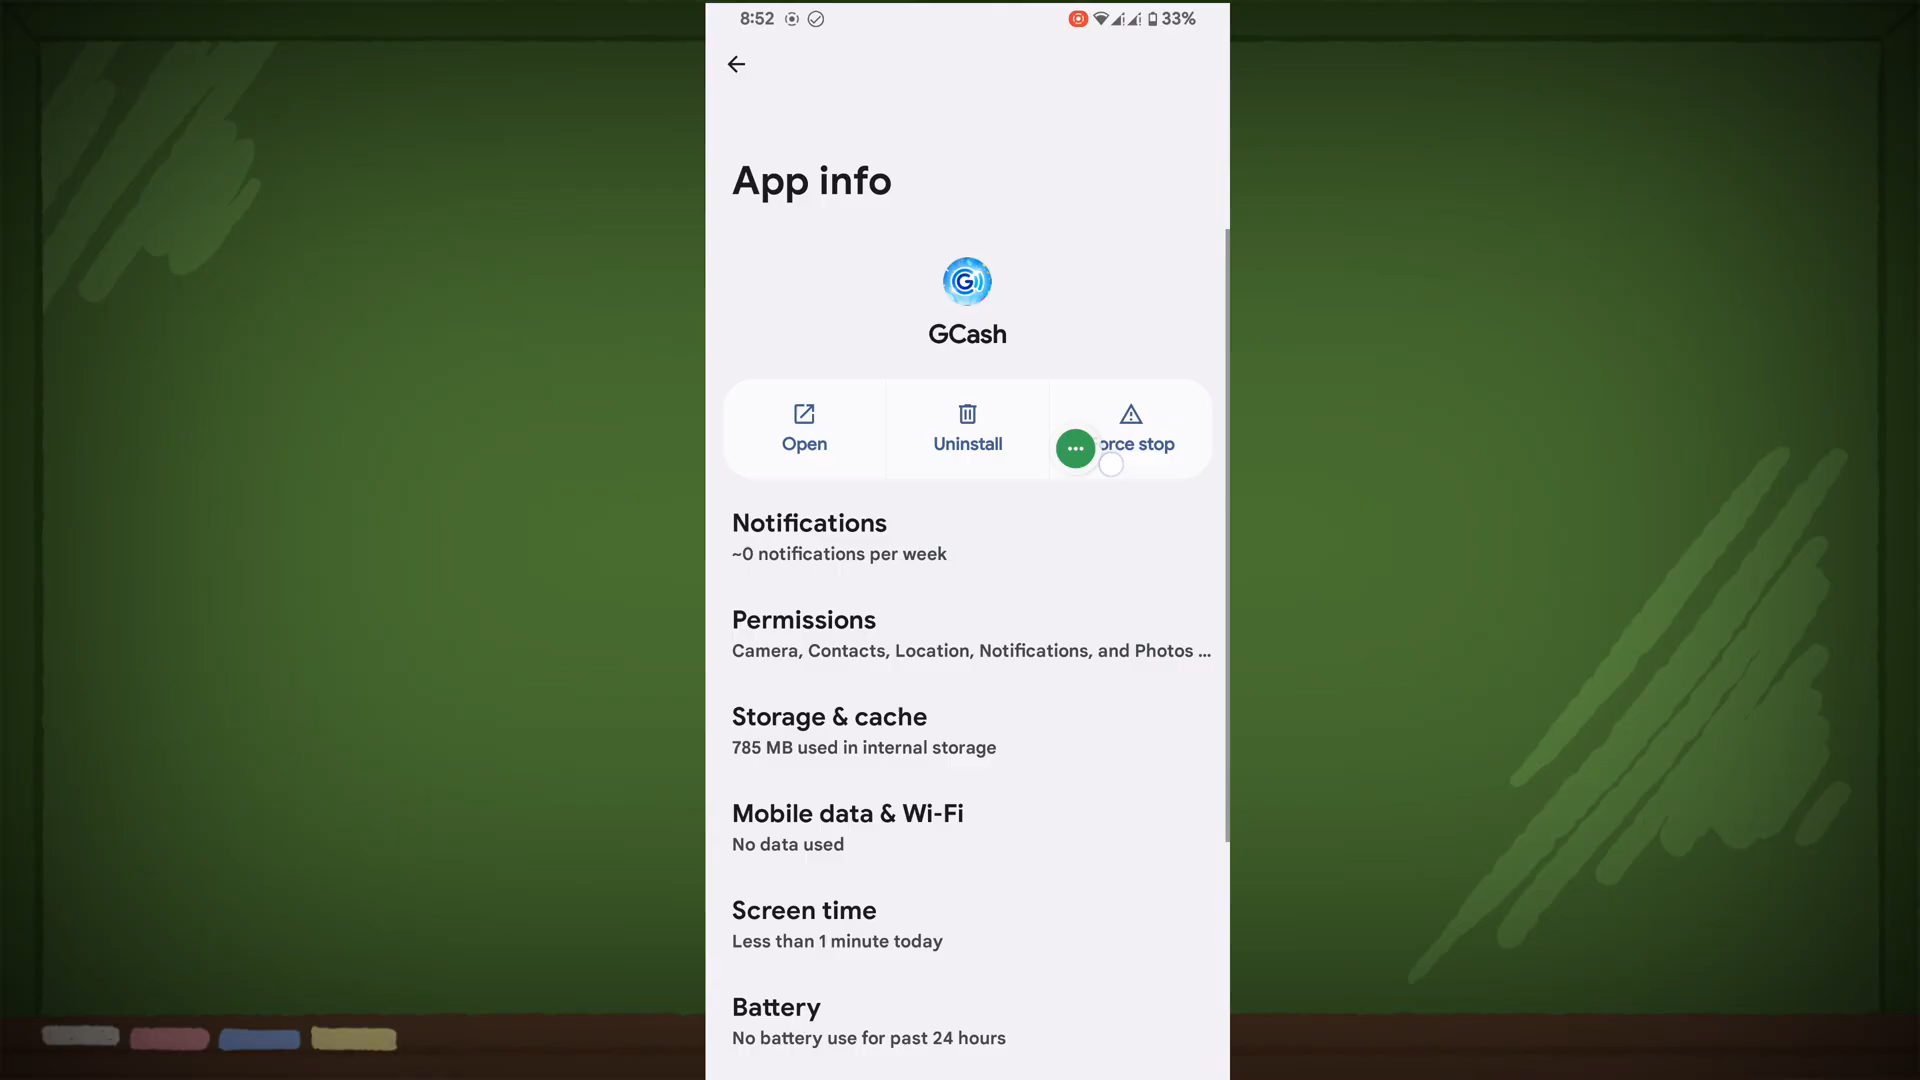 8:52 33%
App info
GCash
Open Uninstall orce stop
Notifications
~0 notifications per week
Permissions
Camera, Contacts, Location, Notifications, and Photos ...
Storage & cache
785 MB used in internal storage
Mobile data & Wi-Fi
No data used
Screen time
Less than 1 minute today
Battery
No battery use for past 24 hours